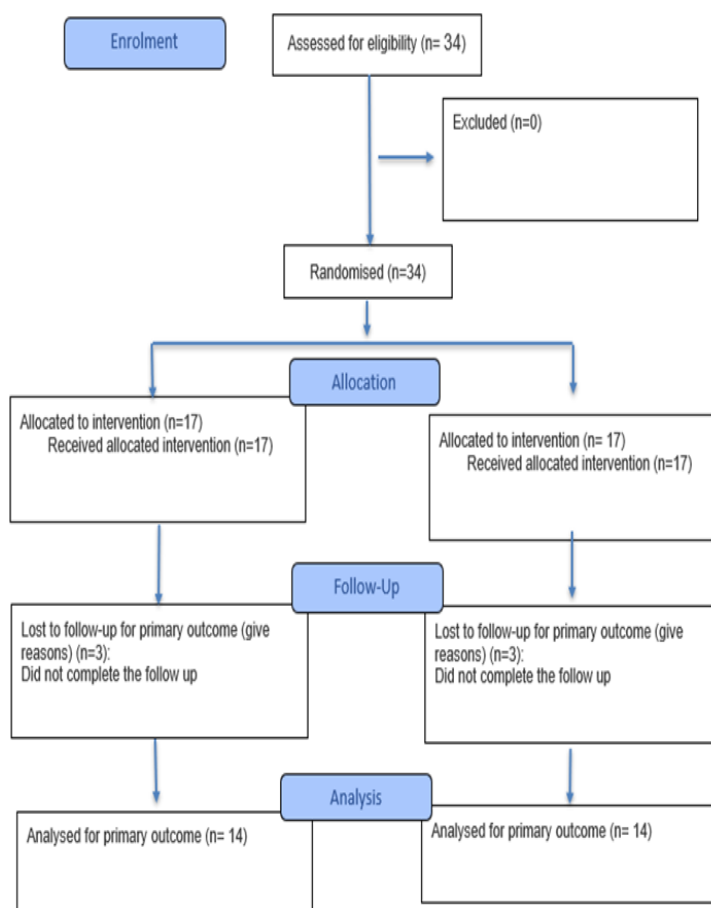 Enrolment
Assessed for eligibility (n= 34)
Excluded (n=0)
Randomised (n=34)
Allocation
Allocated to intervention (n=17)
Received allocated intervention (n=17)
Allocated to intervention (n= 17)
Received allocated intervention (n=17)
Follow-Up
Lost to follow-up for primary outcome (give
reasons) (n=3):
Did not complete the follow up
Lost to follow-up for primary outcome (give
reasons) (n=3):
Did not complete the follow up
Analysis
Analysed for primary outcome (n= 14)
Analysed for primary outcome (n= 14)